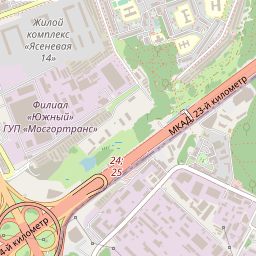 Жилой
комплекс
«Ясеневая
14»
Филиал
«Южный»
ГУП «Мосгортранс»
МКАД, 23-й километр
24;
25
4-й километр